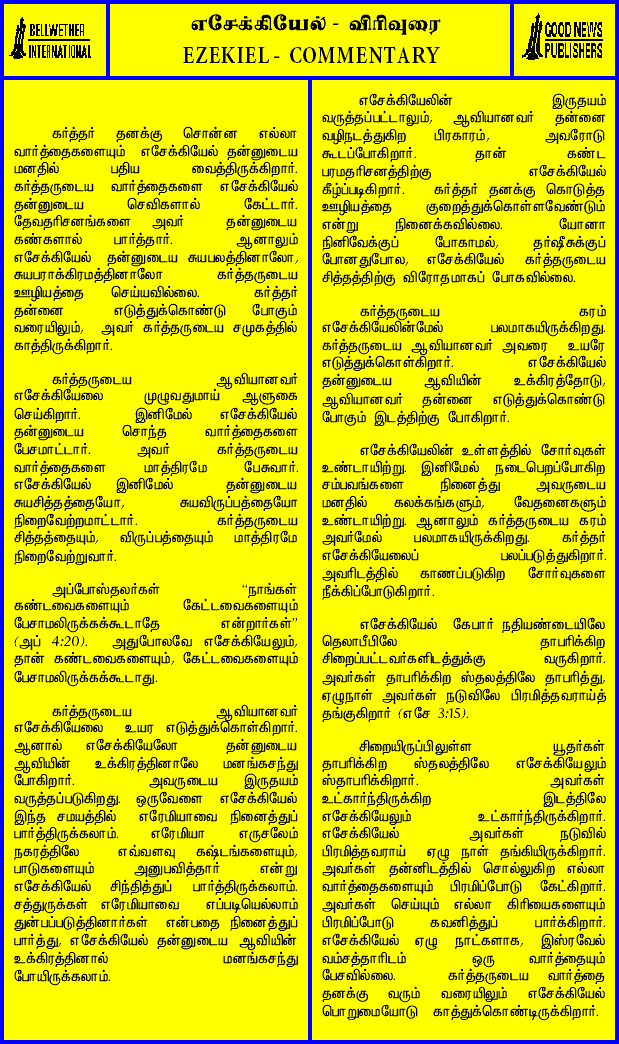 BELLWETHER
INTERNATIONAL
எசேக்கியேல் - விரிவுரை
EZEKIEL - COMMENTARY
GOOD NEWS
PUBLISHERS
கர்த்தர் தனக்கு சொன்ன எல்லா
வார்த்தைகளையும் எசேக்கியேல் தன்னுடைய
மனதில் பதிய வைத்திருக்கிறார்.
கர்த்தருடைய வார்த்தைகளை எசேக்கியேல்
தன்னுடைய செவிகளால் கேட்டார்.
தேவதரிசனங்களை அவர் தன்னுடைய
கண்களால் பார்த்தார். ஆனாலும்
எசேக்கியேல் தன்னுடைய சுயபலத்தினாலோ,
சுயபராக்கிரமத்தினாலோ கர்த்தருடைய
ஊழியத்தை செய்யவில்லை. கர்த்தர்
தன்னை எடுத்துக்கொண்டு போகும்
வரையிலும், அவர் கர்த்தருடைய சமுகத்தில்
காத்திருக்கிறார்.
கர்த்தருடைய ஆவியானவர்
எசேக்கியேலை முழுவதுமாய் ஆளுகை
செய்கிறார். இனிமேல் எசேக்கியேல்
தன்னுடைய சொந்த வார்த்தைகளை
பேசமாட்டார். அவர் கர்த்தருடைய
வார்த்தைகளை மாத்திரமே பேசுவார்.
எசேக்கியேல் இனிமேல் தன்னுடைய
சுயசித்தத்தையோ, சுயவிருப்பத்தையோ
நிறைவேற்றமாட்டார். கர்த்தருடைய
சித்தத்தையும், விருப்பத்தையும் மாத்திரமே
நிறைவேற்றுவார்.
அப்போஸ்தலர்கள் “நாங்கள்
கண்டவைகளையும் கேட்டவைகளையும்
பேசாமலிருக்கக்கூடாதே என்றார்கள்”
(அப் 4:20). அதுபோலவே எசேக்கியேலும்,
தான் கண்டவைகளையும், கேட்டவைகளையும்
பேசாமலிருக்கக்கூடாது.
கர்த்தருடைய ஆவியானவர்
எசேக்கியேலை உயர எடுத்துக்கொள்கிறார்.
ஆனால் எசேக்கியேலோ தன்னுடைய
ஆவியின் உக்கிரத்தினாலே மனங்கசந்து
போகிறார். அவருடைய இருதயம்
வருத்தப்படுகிறது. ஒருவேளை எசேக்கியேல்
இந்த சமயத்தில் எரேமியாவை நினைத்துப்
பார்த்திருக்கலாம். எரேமியா எருசலேம்
நகரத்திலே எவ்வளவு கஷ்டங்களையும்,
பாடுகளையும் அனுபவித்தார் என்று
எசேக்கியேல் சிந்தித்துப் பார்த்திருக்கலாம்.
சத்துருக்கள் எரேமியாவை எப்படியெல்லாம்
துன்பப்படுத்தினார்கள் என்பதை நினைத்துப்
பார்த்து, எசேக்கியேல் தன்னுடைய ஆவியின்
உக்கிரத்தினால் மனங்கசந்து
போயிருக்கலாம்.
எசேக்கியேலின் இருதயம்
வருத்தப்பட்டாலும், ஆவியானவர் தன்னை
வழிநடத்துகிற பிரகாரம், அவரோடு
கூடப்போகிறார். தான் கண்ட
பரமதரிசனத்திற்கு எசேக்கியேல்
கீழ்ப்படிகிறார். கர்த்தர் தனக்கு கொடுத்த
ஊழியத்தை குறைத்துக்கொள்ளவேண்டும்
என்று நினைக்கவில்லை. யோனா
நினிவேக்குப் போகாமல், தர்ஷீசுக்குப்
போனதுபோல, எசேக்கியேல் கர்த்தருடைய
சித்தத்திற்கு விரோதமாகப் போகவில்லை.
கர்த்தருடைய கரம்
எசேக்கியேலின்மேல் பலமாகயிருக்கிறது.
கர்த்தருடைய ஆவியானவர் அவரை உயரே
எடுத்துக்கொள்கிறார். எசேக்கியேல்
தன்னுடைய ஆவியின் உக்கிரத்தோடு,
ஆவியானவர் தன்னை எடுத்துக்கொண்டு
போகும் இடத்திற்கு போகிறார்.
எசேக்கியேலின் உள்ளத்தில் சோர்வுகள்
உண்டாயிற்று. இனிமேல் நடைபெறப்போகிற
சம்பவங்களை நினைத்து அவருடைய
மனதில் கலக்கங்களும், வேதனைகளும்
உண்டாயிற்று. ஆனாலும் கர்த்தருடைய கரம்
அவர்மேல் பலமாகயிருக்கிறது. கர்த்தர்
எசேக்கியேலைப் பலப்படுத்துகிறார்.
அவரிடத்தில் காணப்படுகிற சோர்வுகளை
நீக்கிப்போடுகிறார்.
எசேக்கியேல் கேபார் நதியண்டையிலே
தெலாபீபிலே தாபரிக்கிற
சிறைப்பட்டவர்களிடத்துக்கு வருகிறார்.
அவர்கள் தாபரிக்கிற ஸ்தலத்திலே தாபரித்து,
ஏழுநாள் அவர்கள் நடுவிலே பிரமித்தவராய்த்
தங்குகிறார் (எசே 3:15).
சிறையிருப்பிலுள்ள யூதர்கள்
தாபரிக்கிற ஸ்தலத்திலே எசேக்கியேலும்
ஸ்தாபரிக்கிறார். அவர்கள்
உட்கார்ந்திருக்கிற இடத்திலே
எசேக்கியேலும் உட்கார்ந்திருக்கிறார்.
எசேக்கியேல் அவர்கள் நடுவில்
பிரமித்தவராய் ஏழு நாள் தங்கியிருக்கிறார்.
அவர்கள் தன்னிடத்தில் சொல்லுகிற எல்லா
வார்த்தைகளையும் பிரமிப்போடு கேட்கிறார்.
அவர்கள் செய்யும் எல்லா கிரியைகளையும்
பிரமிப்போடு கவனித்துப் பார்க்கிறார்.
எசேக்கியேல் ஏழு நாட்களாக, இஸ்ரவேல்
வம்சத்தாரிடம் ஒரு வார்த்தையும்
பேசவில்லை. கர்த்தருடைய வார்த்தை
தனக்கு வரும் வரையிலும் எசேக்கியேல்
பொறுமையோடு காத்துக்கொண்டிருக்கிறார்.